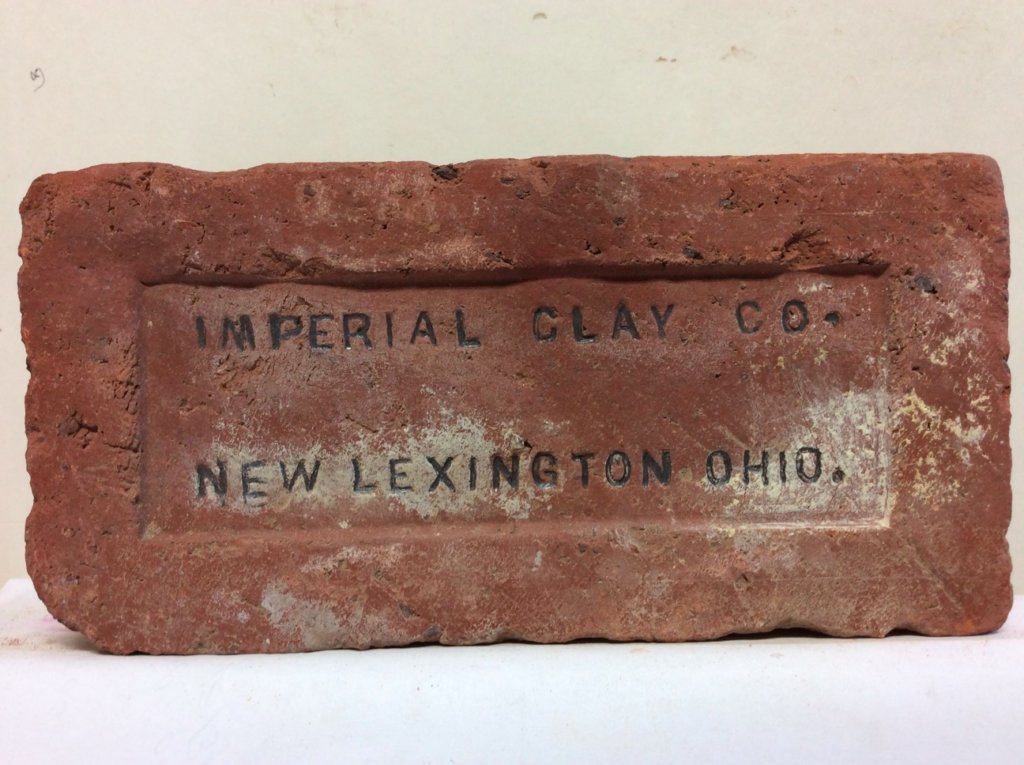 IMPERIAL CLAY CO.
NEW LEXINGTON OHIO.